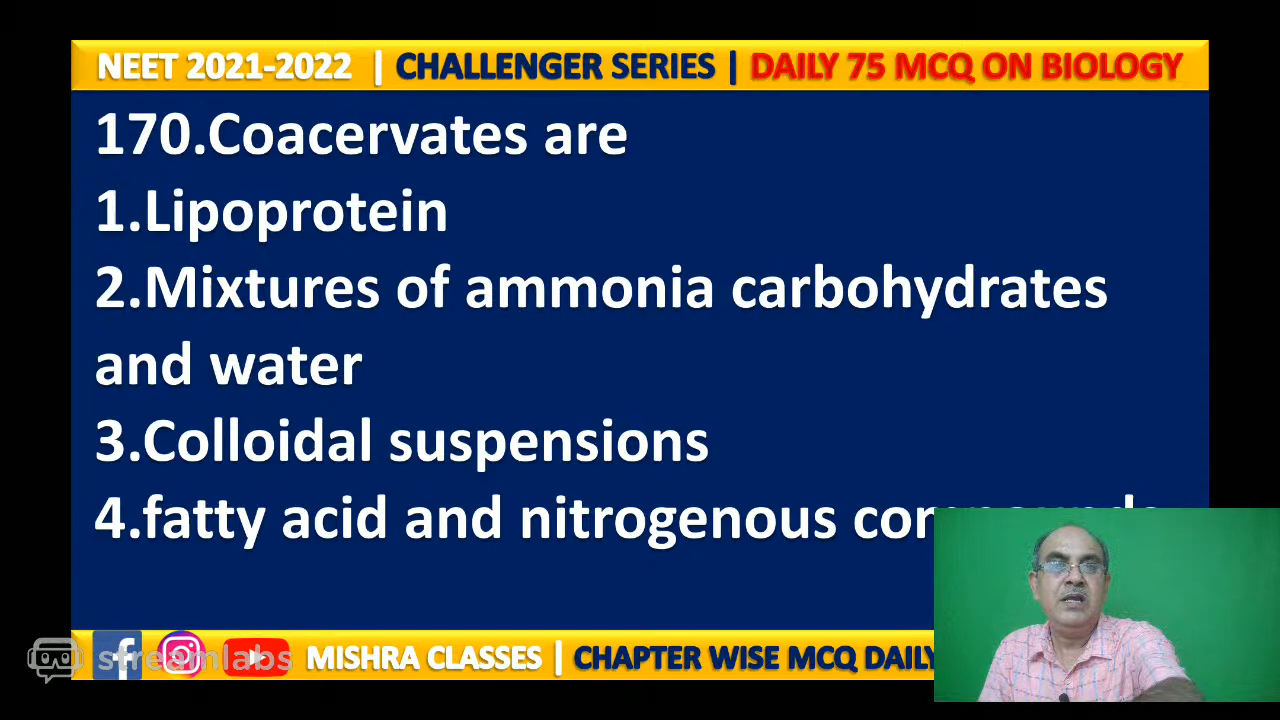 NEET 2021-2022 | CHALLENGER SERIES | DAILY 75 MCQ ON BIOLOGY
170.Coacervates are
1.Lipoprotein
2.Mixtures of ammonia carbohydrates
and water
3.Colloidal suspensions
4.fatty acid and nitrogenous
streamlabs
MISHRA CLASSES | CHAPTER WISE MCQ DAILY